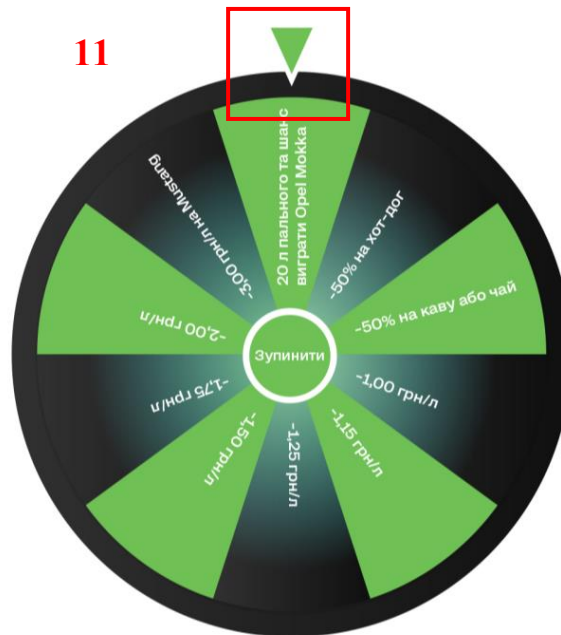 11
20 л пального та шанс
виграти Opel Mokka
-50% на хот-дог
-50% на каву або чай
-1,00 грн/л
-1,15 грн/л
-1,25 грн/л
-1,50 грн/л
-1,75 грн/л
-2,00 грн/л
-3,00 грн/л на Mustang
Зупинити